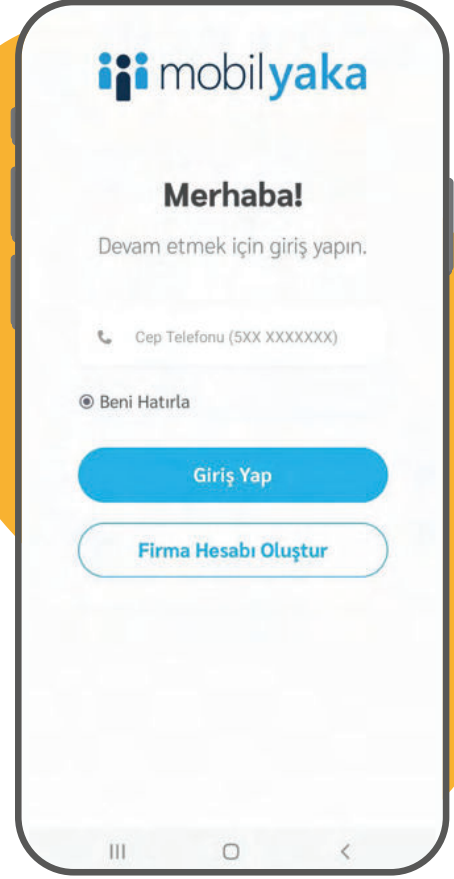 mobilyaka
Merhaba!
Devam etmek için giriş yapın.
Cep Telefonu (5XX XXXXXXX)
Beni Hatırla
Giriş Yap
Firma Hesabı Oluştur